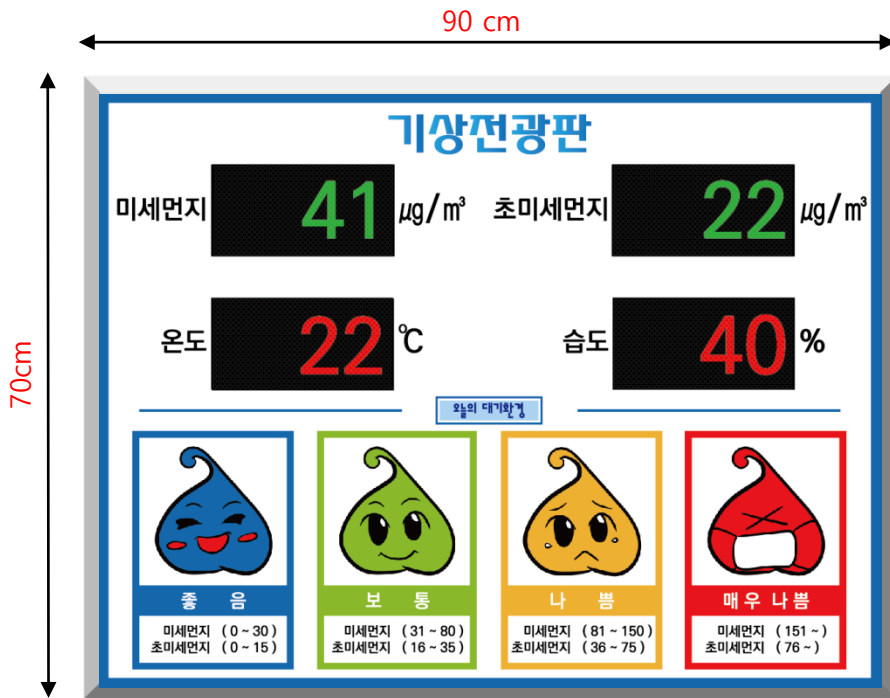 90 cm
70cm
기상전광판
미세먼지 41 μg/㎥ 초미세먼지 22 μg/㎥
온도 22 ℃ 습도 40 %
오늘의 대기환경
좋 음 보 통 나 쁨 매 우 나 쁨
미세먼지 ( 0 ~ 30 ) 미세먼지 ( 31 ~ 80 ) 미세먼지 ( 81 ~ 150 ) 미세먼지 ( 151 ~ )
초미세먼지 ( 0 ~ 15 ) 초미세먼지 ( 16 ~ 35 ) 초미세먼지 ( 36 ~ 75 ) 초미세먼지 ( 76 ~ )